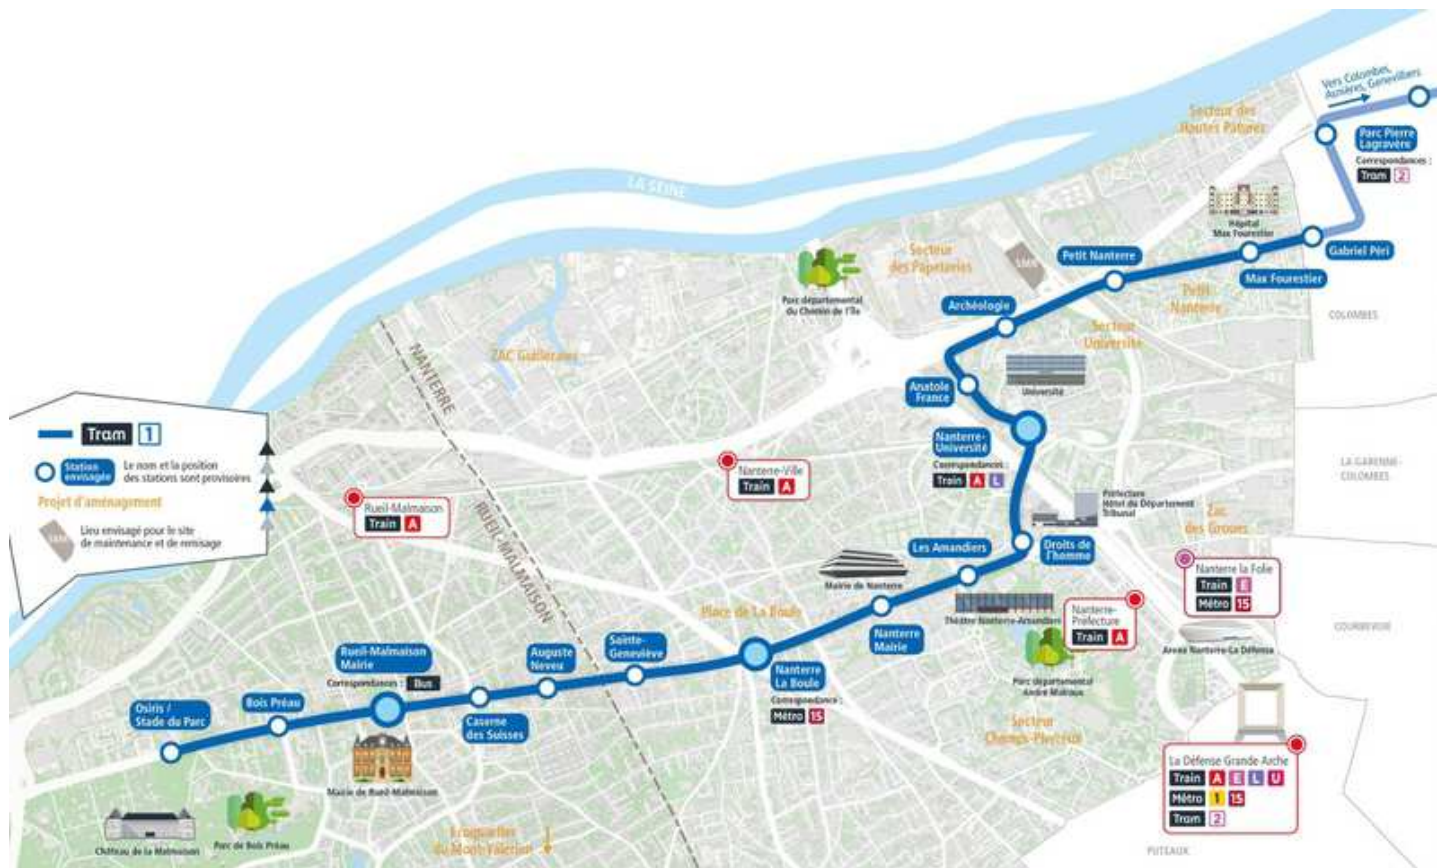 Vers Colombes,
Asnières, Genevilliers
Secteur des
Hautes Pâtures
Parc Pierre
Lagravère
Correspondances :
Tram 2
LA SEINE
Hôpital
Max Fourestier
Gabriel Péri
Max Fourestier
Petit Nanterre
Secteur
des Papeteries
SMR
Parc départemental
du Chemin de l'Île
Petit
Nanterre
COLOMBES
Archéologie
Secteur
Université
NANTERRE
ZAC Guilleraies
Université
Anatole
France
Nanterre-
Université
Correspondances :
Train A L
Tram 1
Station
envisagée
Le nom et la position
des stations sont provisoires
Projet d'aménagement
SMR
Lieu envisagé pour le site
de maintenance et de remisage
Nanterre-Ville
Train A
LA GARENNE-
COLOMBES
Rueil-Malmaison
Train A
RUEIL-MALMAISON
Préfecture
Hôtel du Département
Tribunal
Zac
des Groues
Les Amandiers
Droits de
l'homme
Mairie de Nanterre
Nanterre la Folie
Train E
Métro 15
Place de La Boule
Théâtre Nanterre-Amandiers
Nanterre-
Préfecture
Train A
COURBEVOIE
Nanterre
Mairie
Arena Nanterre-La Défense
Rueil-Malmaison
Mairie
Correspondances : Bus
Auguste
Neveu
Sainte-
Geneviève
Nanterre
La Boule
Correspondance :
Métro 15
Parc départemental
André Malraux
Osiris /
Stade du Parc
Bois Préau
Caserne
des Suisses
Secteur
Champs-Pierreux
Mairie de Rueil-Malmaison
La Défense Grande Arche
Train A E L U
Métro 1 15
Tram 2
Château de la Malmaison
Parc de Bois Préau
Ecoquartier
du Mont-Valérien
PUTEAUX